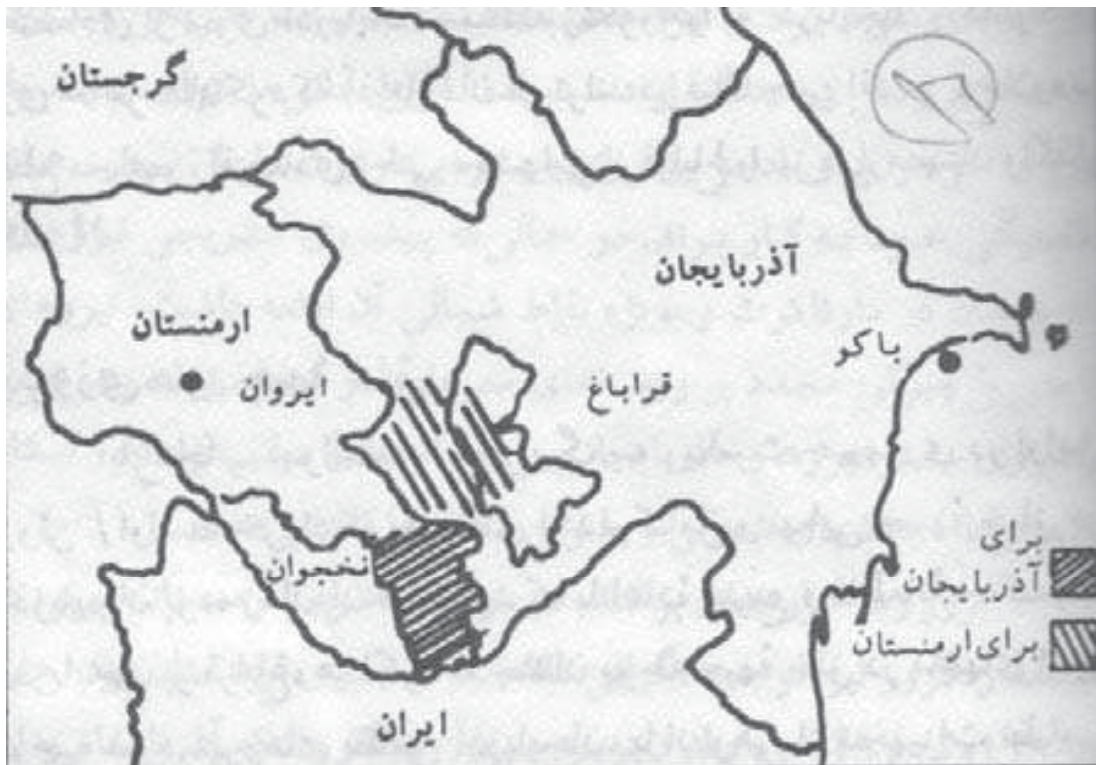 گرجستان
آذربایجان
ارمنستان
باکو
ایروان
قراباغ
نخجوان
برای
آذربایجان
برای ارمنستان
ایران